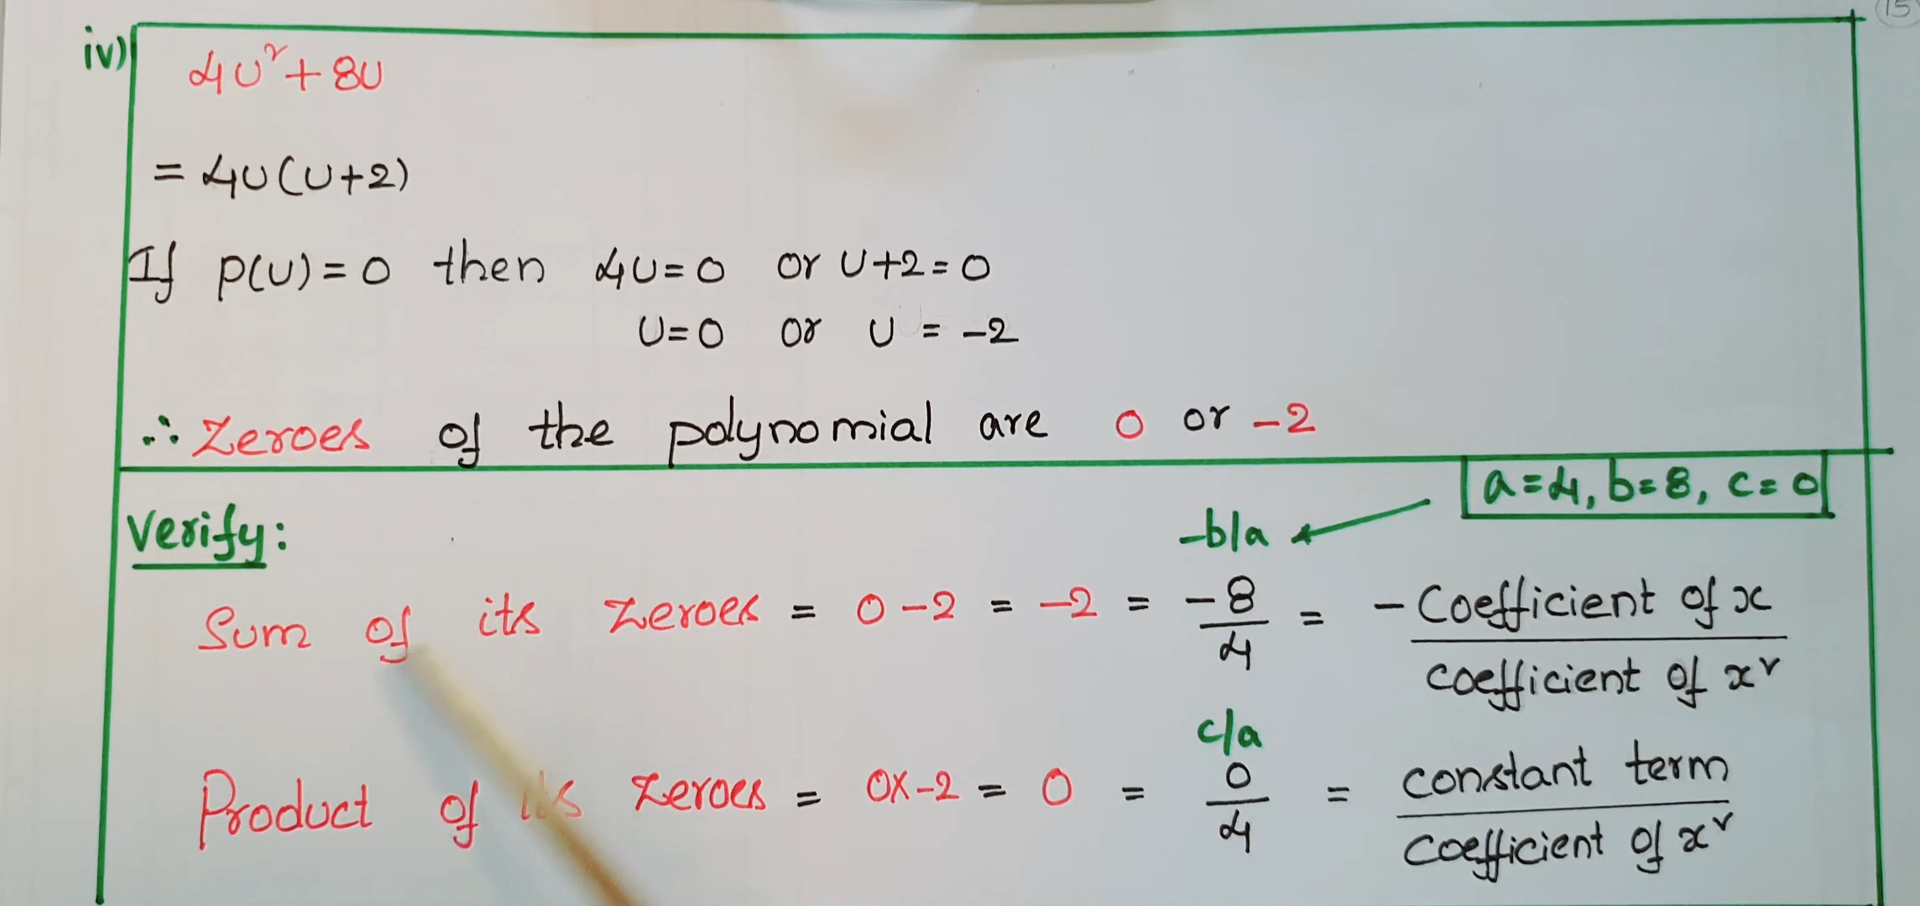 15
iv) 4u² + 8u
= 4u(u+2)
If p(u) = 0 then 4u=0 or u+2=0
u=0 or u = -2
∴ Zeroes of the polynomial are 0 or -2
a=4, b=8, c=0
Verify:
-b/a
Sum of its zeroes = 0-2 = -2 = -8/4 = -Coefficient of x / coefficient of x²
c/a
Product of its zeroes = 0x-2 = 0 = 0/4 = constant term / coefficient of x²